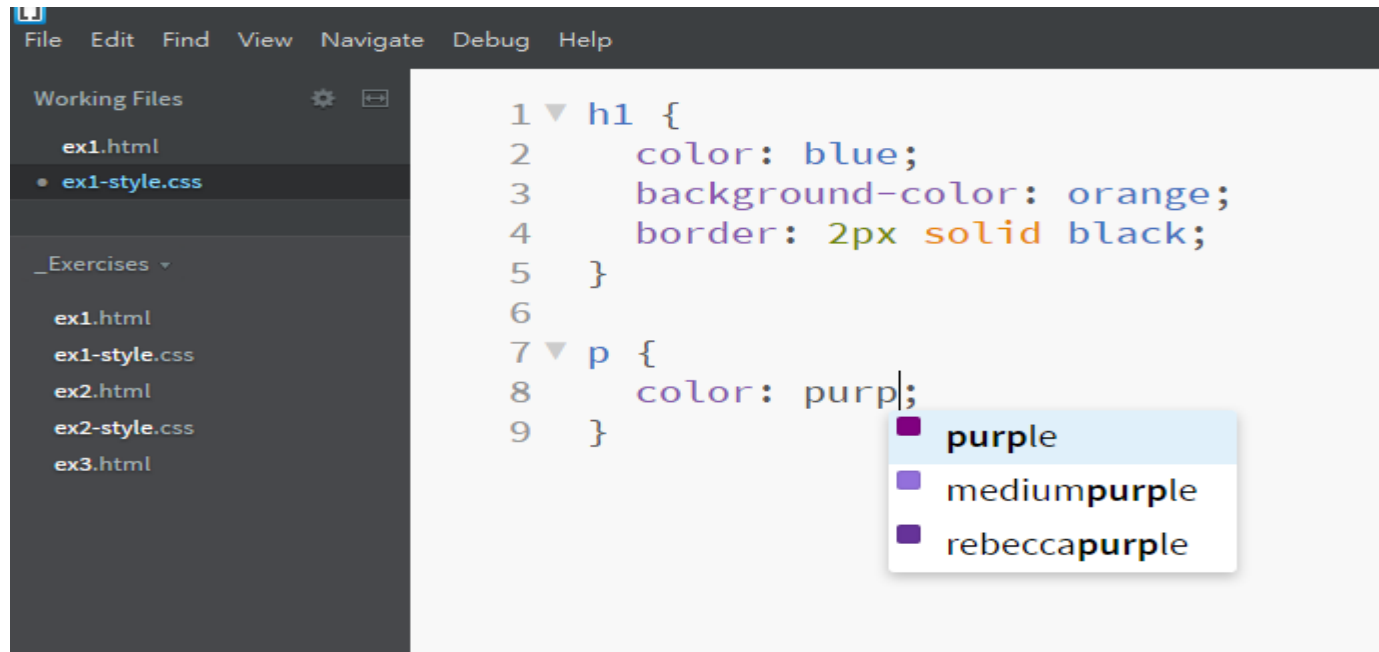 File Edit Find View Navigate Debug Help
Working Files
ex1.html
ex1-style.css
_Exercises
ex1.html
ex1-style.css
ex2.html
ex2-style.css
ex3.html
1 h1 {
2 color: blue;
3 background-color: orange;
4 border: 2px solid black;
5 }
6
7 p {
8 color: purp;
9 }
purple
mediumpurple
rebeccapurple